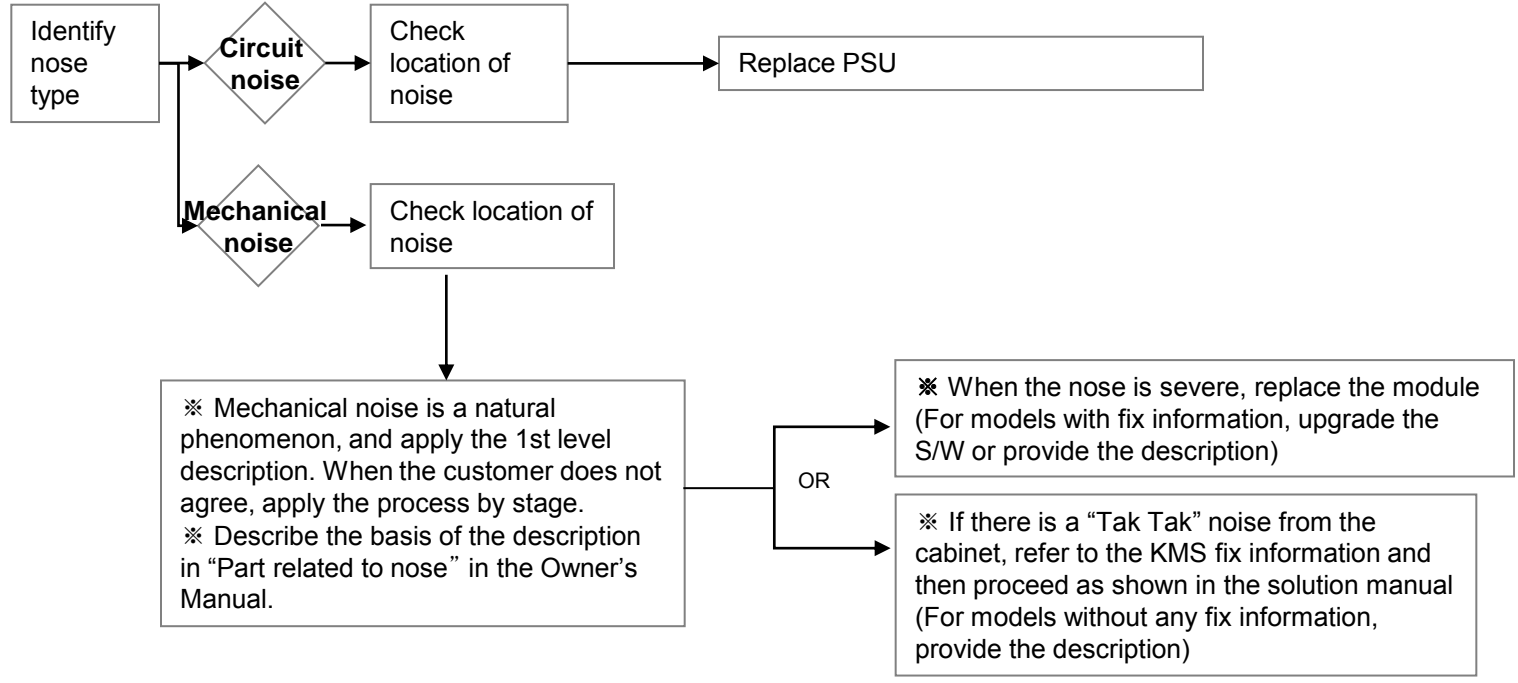 Identify
nose
type
Circuit
noise
Check
location of
noise
Replace PSU
Mechanical
noise
Check location of
noise
※ Mechanical noise is a natural
phenomenon, and apply the 1st level
description. When the customer does not
agree, apply the process by stage.
※ Describe the basis of the description
in “Part related to nose” in the Owner’s
Manual.
OR
※ When the nose is severe, replace the module
(For models with fix information, upgrade the
S/W or provide the description)
※ If there is a “Tak Tak” noise from the
cabinet, refer to the KMS fix information and
then proceed as shown in the solution manual
(For models without any fix information,
provide the description)